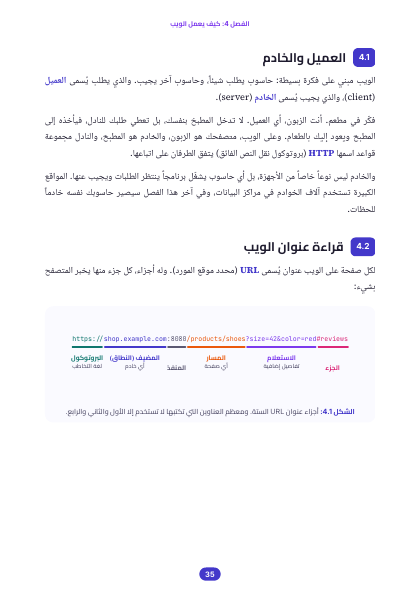 الفصل 4: كيف يعمل الويب
4.1 العميل والخادم
الويب مبني على فكرة بسيطة: حاسوب يطلب شيئاً، وحاسوب آخر يجيب. والذي يطلب يُسمى العميل
(client)، والذي يجيب يُسمى الخادم (server).
فكّر في مطعم. أنت الزبون، أي العميل. لا تدخل المطبخ بنفسك، بل تعطي طلبك للنادل، فيأخذه إلى
المطبخ ويعود إليك بالطعام. وعلى الويب، متصفحك هو الزبون، والخادم هو المطبخ، والنادل مجموعة
قواعد اسمها HTTP (بروتوكول نقل النص الفائق) يتفق الطرفان على اتباعها.
والخادم ليس نوعاً خاصاً من الأجهزة، بل أي حاسوب يشغّل برنامجاً ينتظر الطلبات ويجيب عنها. المواقع
الكبيرة تستخدم آلاف الخوادم في مراكز البيانات، وفي آخر هذا الفصل سيصير حاسوبك نفسه خادماً
للحظات.
4.2 قراءة عنوان الويب
لكل صفحة على الويب عنوان يُسمى URL (محدد موقع المورد). وله أجزاء، كل جزء منها يخبر المتصفح
بشيء:
https://shop.example.com:8080/products/shoes?size=42&color=red#reviews
البروتوكول المضيف (النطاق) المنفذ المسار الاستعلام الجزء
لغة التخاطب أي خادم أي صفحة تفاصيل إضافية
الشكل 4.1: أجزاء عنوان URL الستة. ومعظم العناوين التي تكتبها لا تستخدم إلا الأول والثاني والرابع.
35